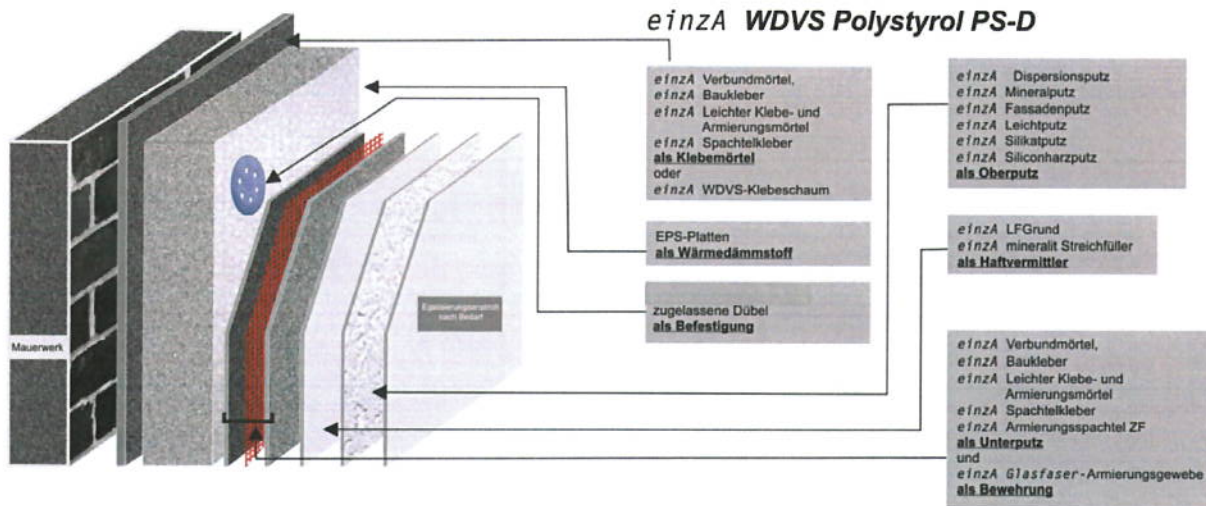 einzA WDVS Polystyrol PS-D
einzA Verbundmörtel,
einzA Baukleber
einzA Leichter Klebe- und
Armierungsmörtel
einzA Spachtelkleber
als Klebemörtel
oder
einzA WDVS-Klebeschaum
EPS-Platten
als Wärmedämmstoff
zugelassene Dübel
als Befestigung
einzA Dispersionsputz
einzA Mineralputz
einzA Fassadenputz
einzA Leichtputz
einzA Silikatputz
einzA Siliconharzputz
als Oberputz
einzA LFGrund
einzA mineralit Streichfüller
als Haftvermittler
einzA Verbundmörtel,
einzA Baukleber
einzA Leichter Klebe- und
Armierungsmörtel
einzA Spachtelkleber
einzA Armierungsspachtel ZF
als Unterputz
und
einzA Glasfaser-Armierungsgewebe
als Bewehrung
Mauerwerk
Egalisierungsanstrich
nach Bedarf